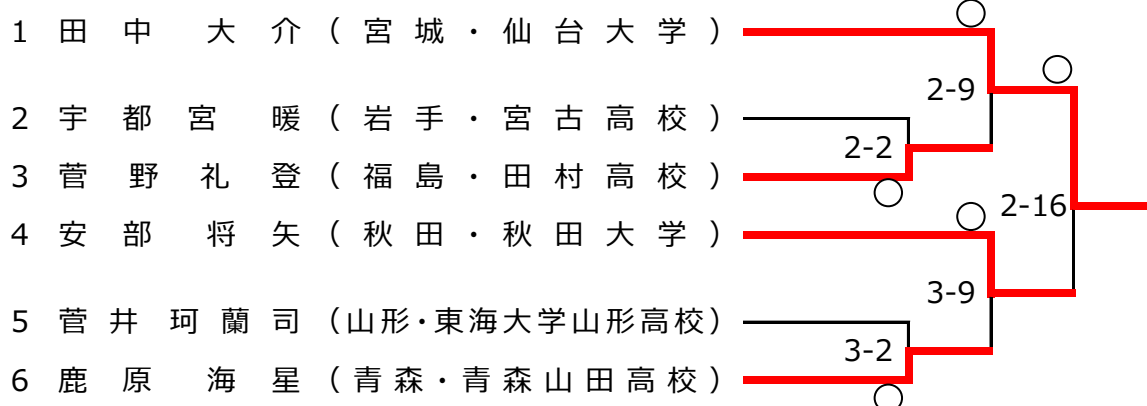 1 田中 大介（宮城・仙台大学）
2-9
2 宇都宮 暖（岩手・宮古高校）
2-2
3 菅野礼登（福島・田村高校）
2-16
4 安部 将矢（秋田・秋田大学）
3-9
5 菅井 珂蘭司（山形・東海大学山形高校）
3-2
6 鹿原 海星（青森・青森山田高校）